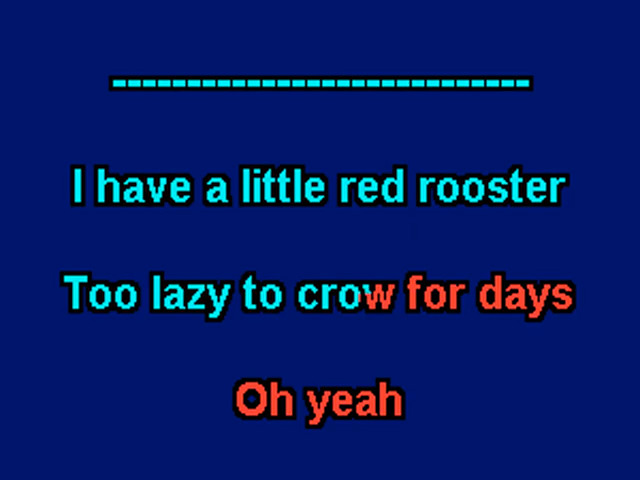 ----------------------------
I have a little red rooster
Too lazy to crow for days
Oh yeah